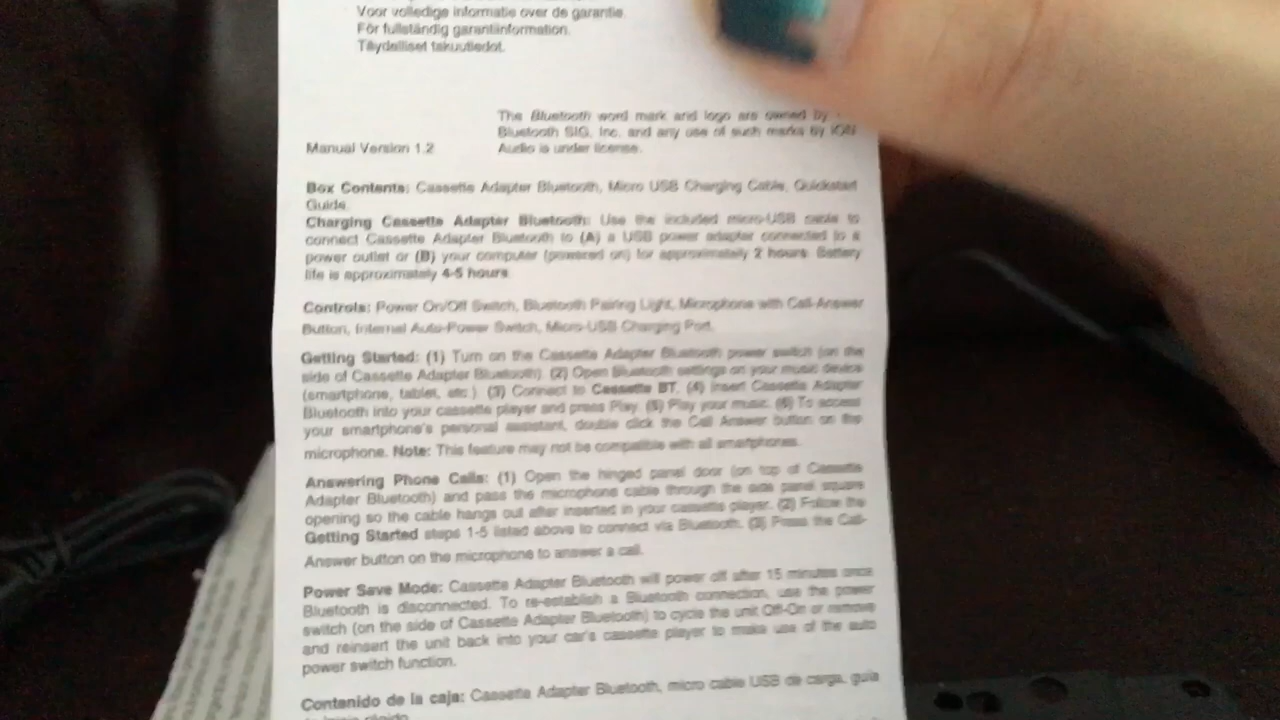 Voor volledige informatie over de garantie.
För fullständig garantiinformation.
Täydelliset takuutiedot.
The Bluetooth word mark and logo are owned by
Bluetooth SIG, Inc. and any use of such marks by ION
Manual Version 1.2 Audio is under license.
Box Contents: Cassette Adapter Bluetooth, Micro USB Charging Cable, Quickstart
Guide.
Charging Cassette Adapter Bluetooth: Use the included micro-USB cable to
connect Cassette Adapter Bluetooth to (A) a USB power adapter connected to a
power outlet or (B) your computer (powered on) for approximately 2 hours. Battery
life is approximately 4-5 hours.
Controls: Power On/Off Switch, Bluetooth Pairing Light, Microphone with Call-Answer
Button, Internal Auto-Power Switch, Micro-USB Charging Port.
Getting Started: (1) Turn on the Cassette Adapter Bluetooth power switch (on the
side of Cassette Adapter Bluetooth). (2) Open Bluetooth settings on your music device
(smartphone, tablet, etc.). (3) Connect to Cassette BT. (4) Insert Cassette Adapter
Bluetooth into your cassette player and press Play. (5) Play your music. (6) To access
your smartphone's personal assistant, double click the Call Answer button on the
microphone. Note: This feature may not be compatible with all smartphones.
Answering Phone Calls: (1) Open the hinged panel door (on top of Cassette
Adapter Bluetooth) and pass the microphone cable through the side panel square
opening so the cable hangs out after inserted in your cassette player. (2) Follow the
Getting Started steps 1-5 listed above to connect via Bluetooth. (3) Press the Call-
Answer button on the microphone to answer a call.
Power Save Mode: Cassette Adapter Bluetooth will power off after 15 minutes once
Bluetooth is disconnected. To re-establish a Bluetooth connection, use the power
switch (on the side of Cassette Adapter Bluetooth) to cycle the unit Off-On or remove
and reinsert the unit back into your car's cassette player to make use of the auto
power switch function.
Contenido de la caja: Cassette Adapter Bluetooth, micro cable USB de carga, guía
de inicio rápido